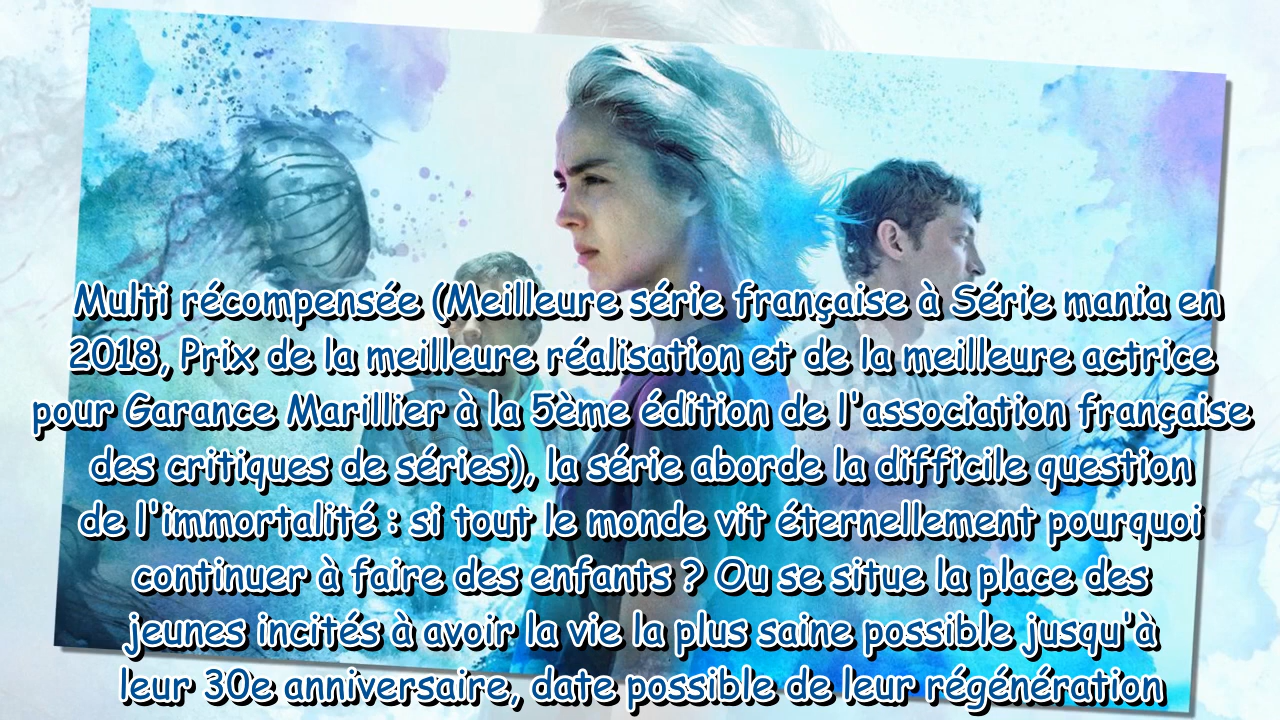 Multi récompensée (Meilleure série française à Série mania en
2018, Prix de la meilleure réalisation et de la meilleure actrice
pour Garance Marillier à la 5ème édition de l'association française
des critiques de séries), la série aborde la difficile question
de l'immortalité : si tout le monde vit éternellement pourquoi
continuer à faire des enfants ? Ou se situe la place des
jeunes incités à avoir la vie la plus saine possible jusqu'à
leur 30e anniversaire, date possible de leur régénération